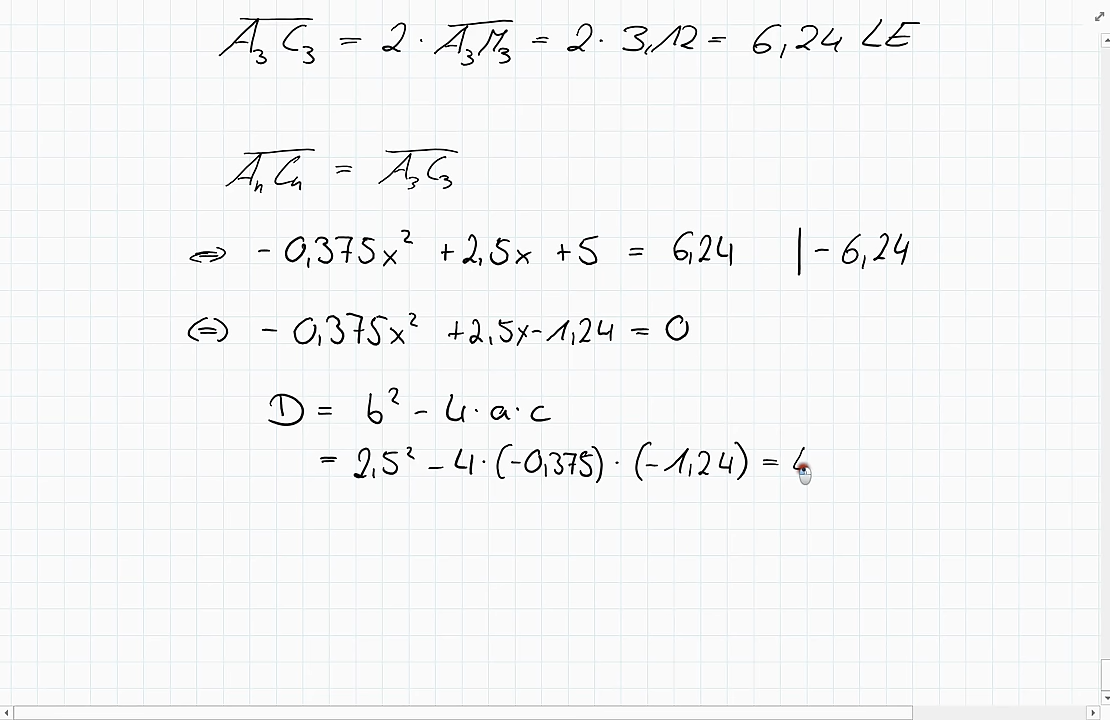 A₃C₃ = 2 · A₃M₃ = 2 · 3,12 = 6,24 LE
AₙCₙ = A₃C₃
⇔ - 0,375x² + 2,5x + 5 = 6,24 | - 6,24
⇔ - 0,375x² + 2,5x - 1,24 = 0
D = b² - 4 · a · c
= 2,5² - 4 · (-0,375) · (-1,24) =